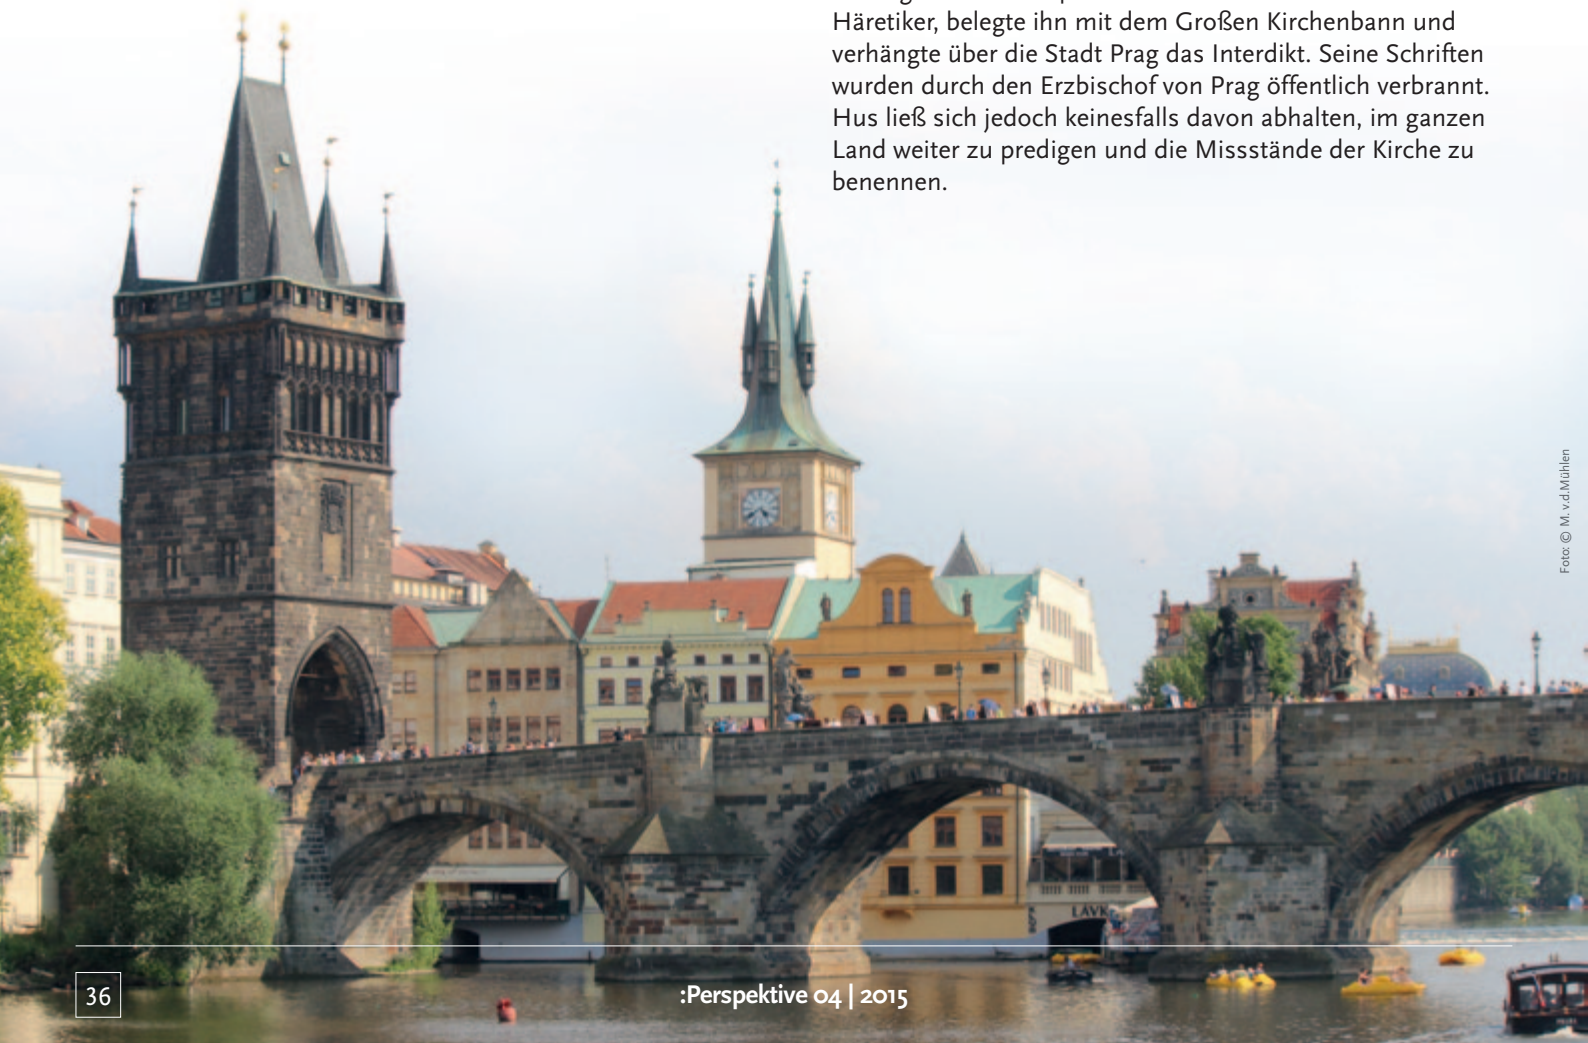 Häretiker, belegte ihn mit dem Großen Kirchenbann und
verhängte über die Stadt Prag das Interdikt. Seine Schriften
wurden durch den Erzbischof von Prag öffentlich verbrannt.
Hus ließ sich jedoch keinesfalls davon abhalten, im ganzen
Land weiter zu predigen und die Missstände der Kirche zu
benennen.
Foto: © M. v.d.Mühlen
LAVK
36
:Perspektive 04 | 2015